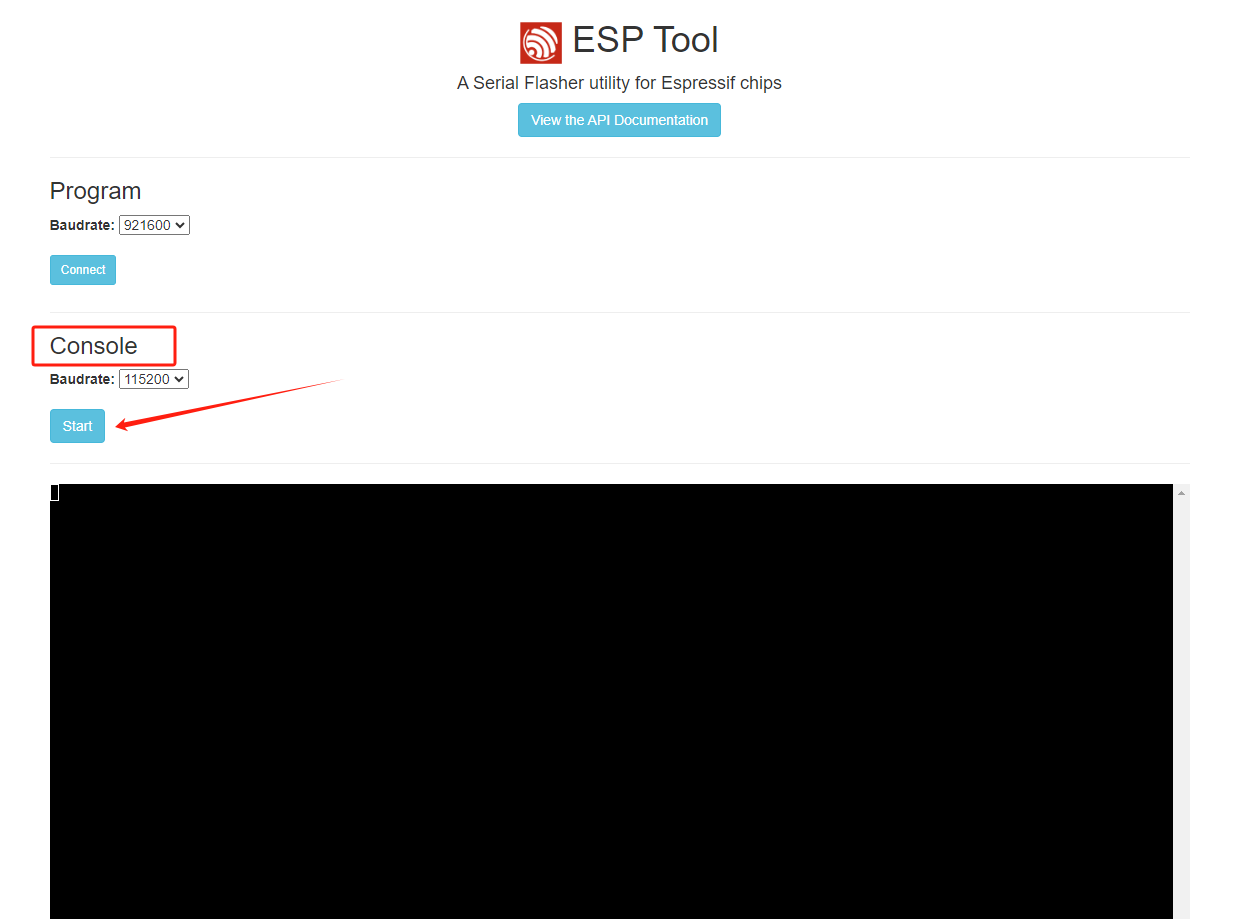 ESP Tool
A Serial Flasher utility for Espressif chips
View the API Documentation
Program
Baudrate: 921600
Connect
Console
Baudrate: 115200
Start